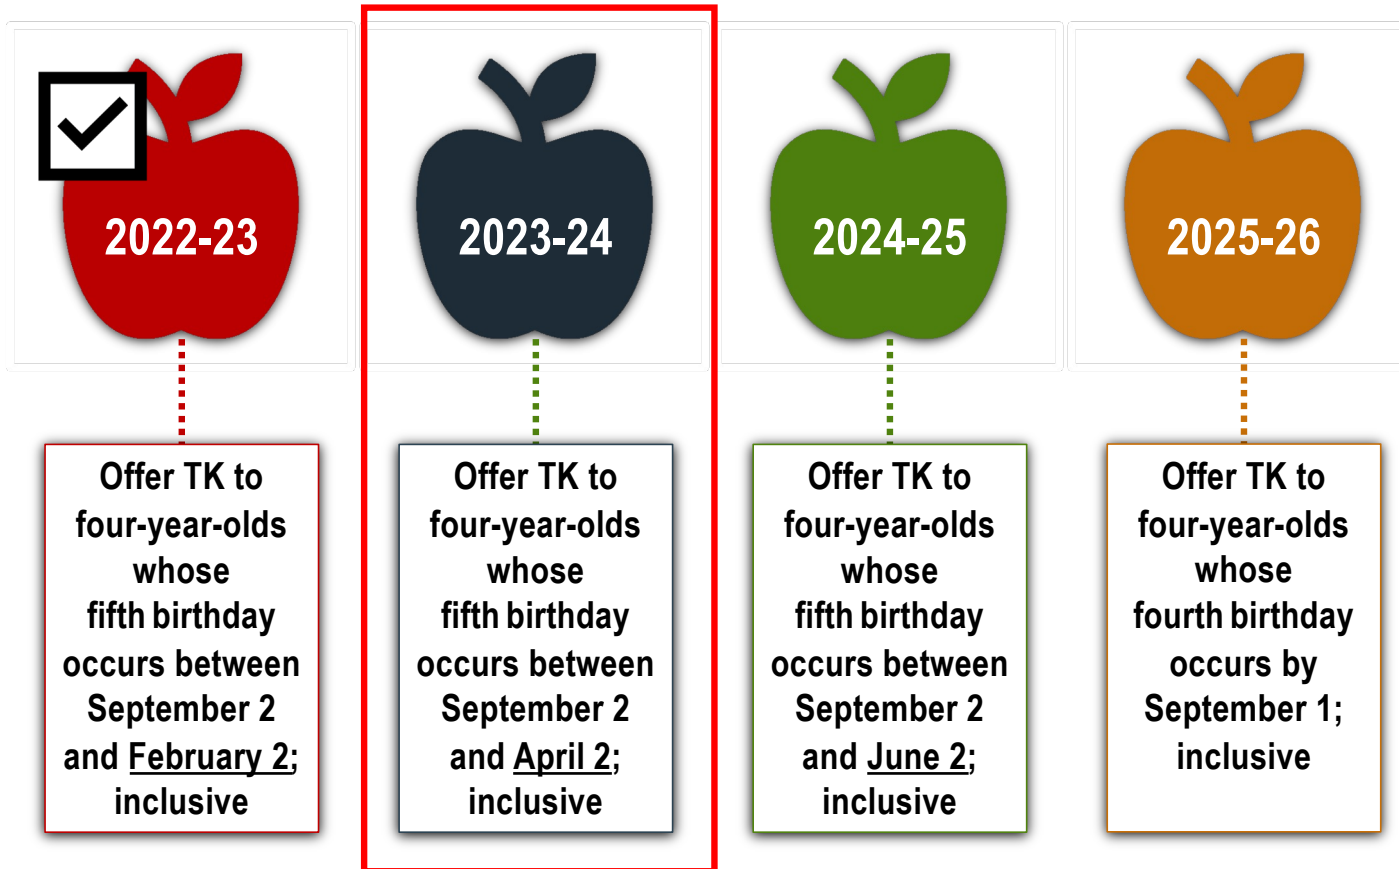 2022-23
2023-24
2024-25
2025-26
Offer TK to
four-year-olds
whose
fifth birthday
occurs between
September 2
and February 2;
inclusive
Offer TK to
four-year-olds
whose
fifth birthday
occurs between
September 2
and April 2;
inclusive
Offer TK to
four-year-olds
whose
fifth birthday
occurs between
September 2
and June 2;
inclusive
Offer TK to
four-year-olds
whose
fourth birthday
occurs by
September 1;
inclusive